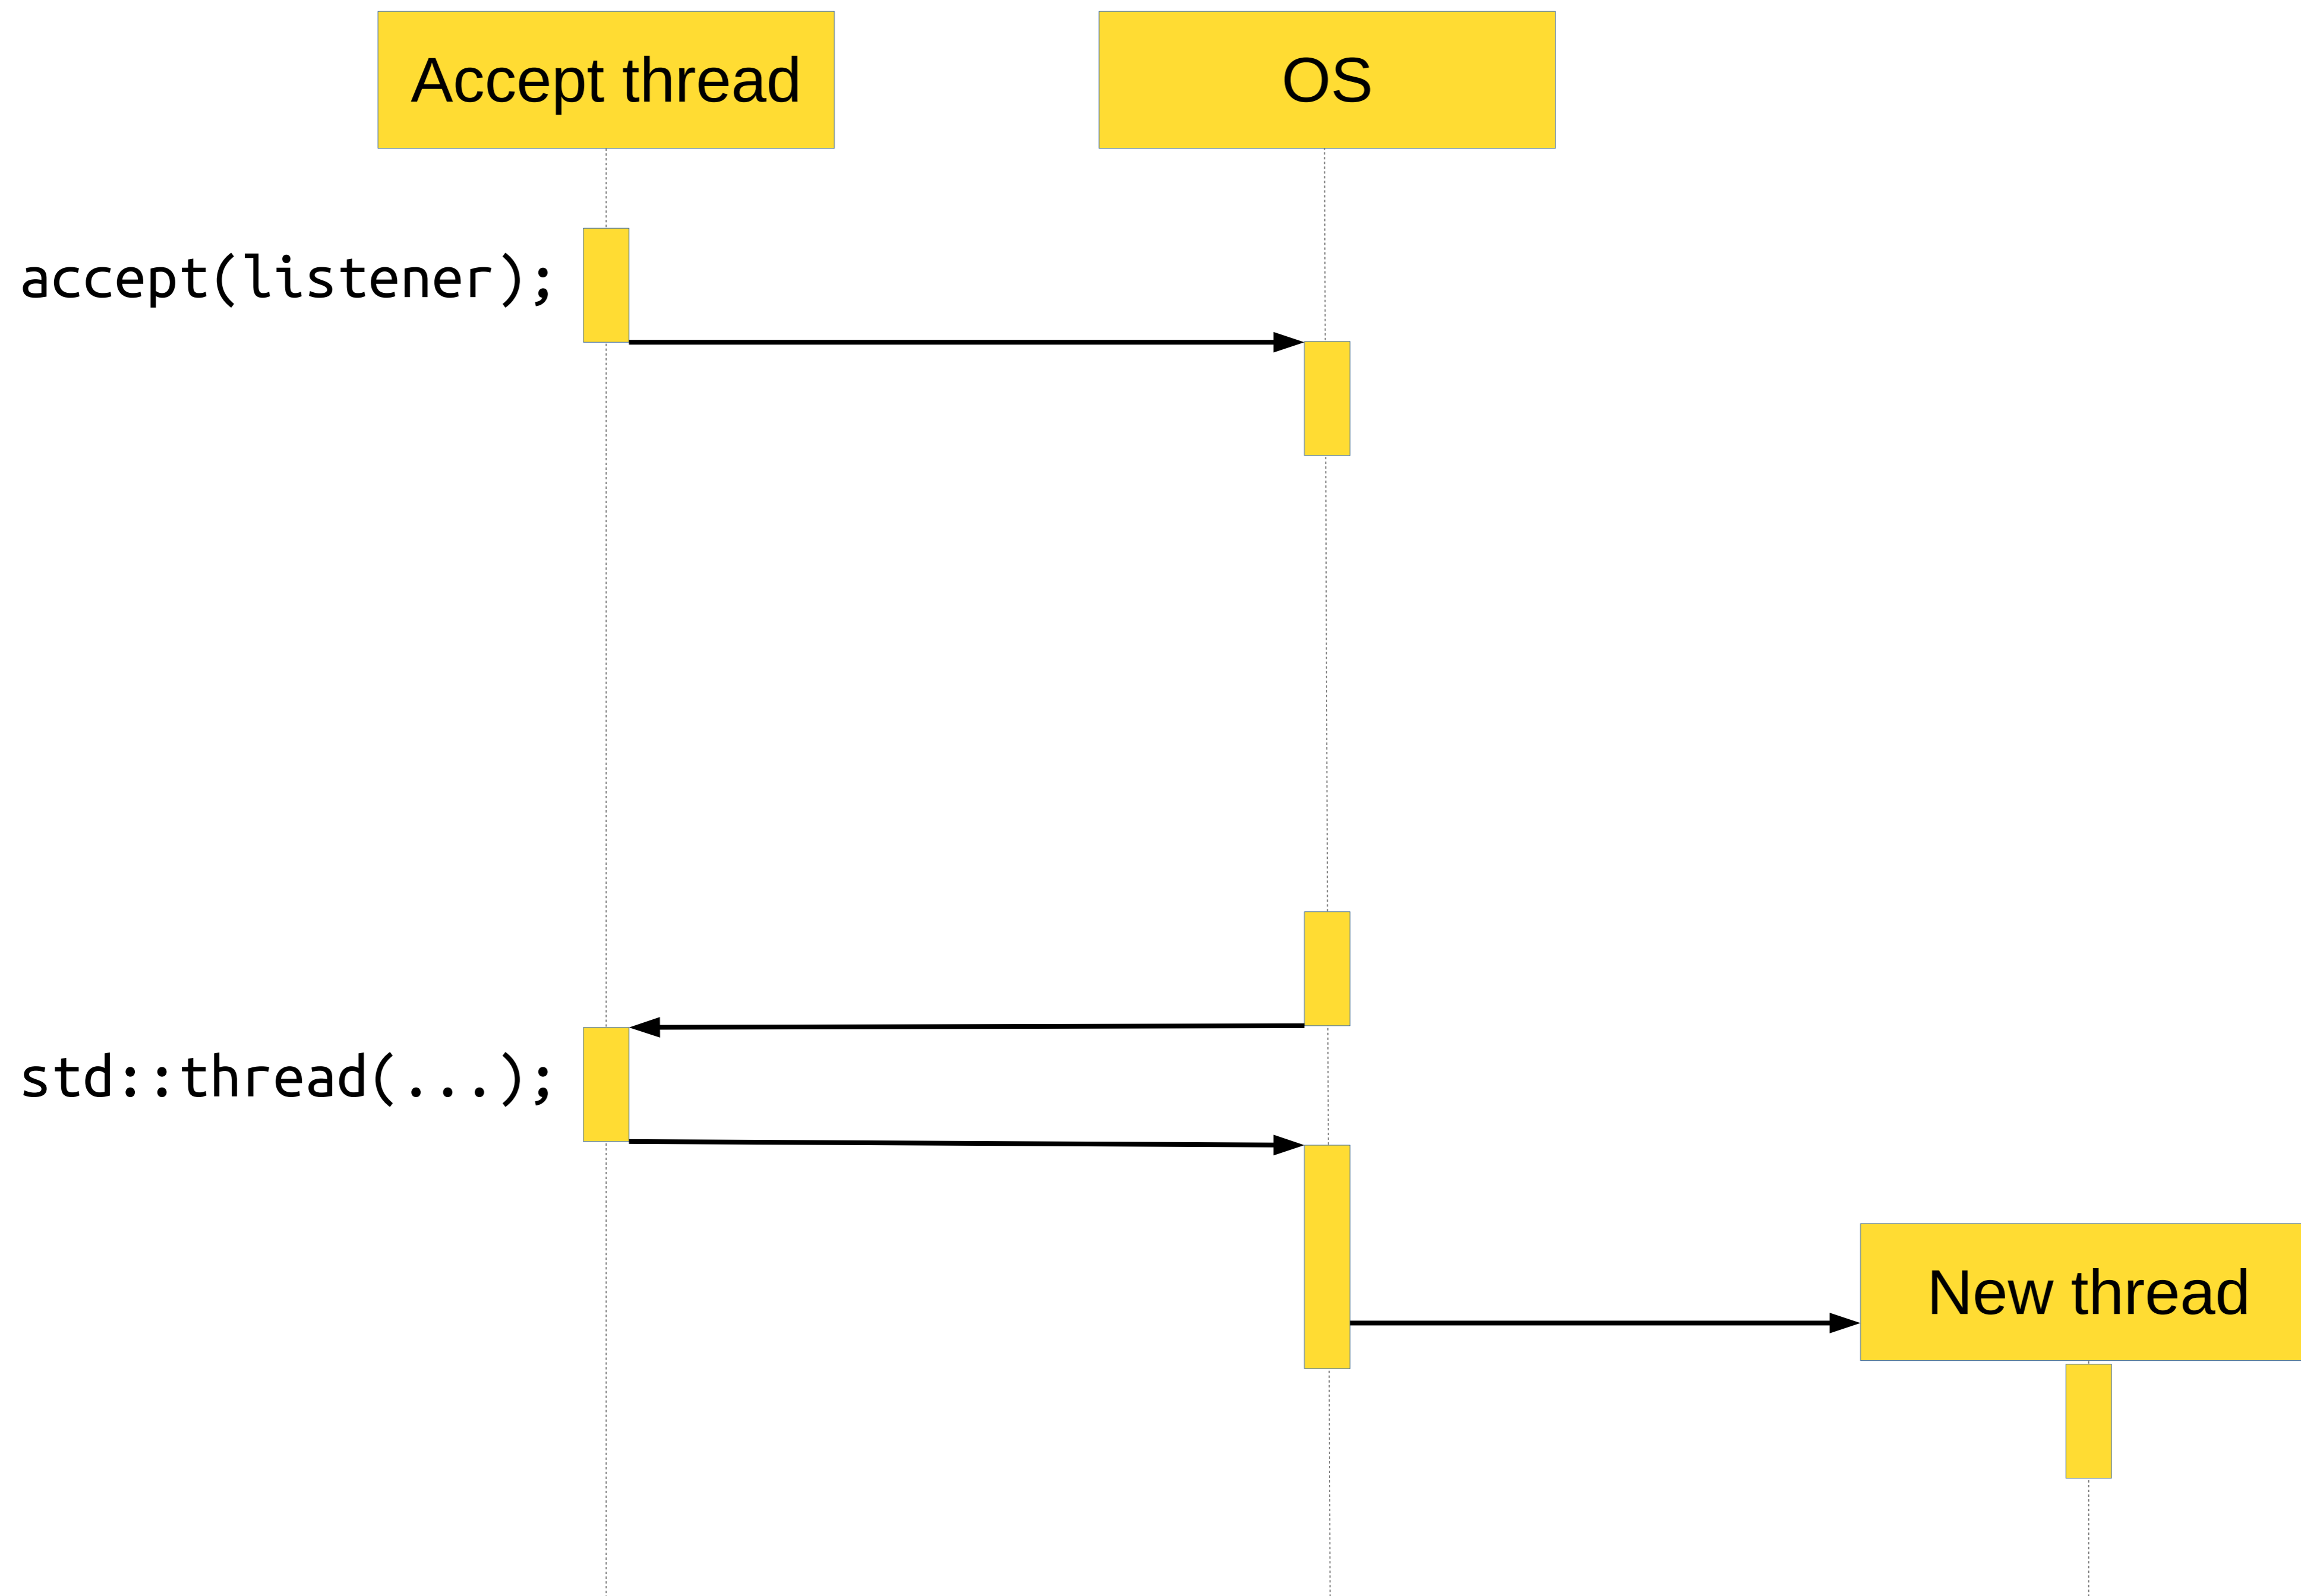 Accept thread
OS
accept(listener);
std::thread(...);
New thread